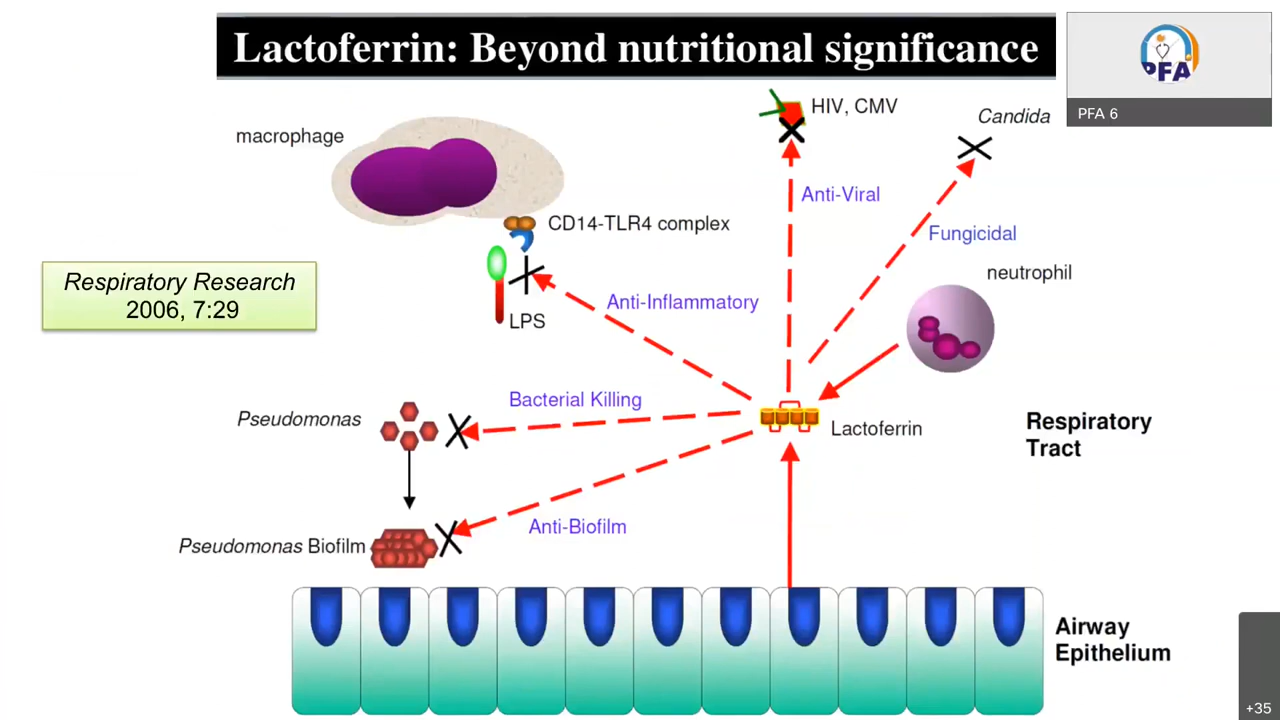 Lactoferrin: Beyond nutritional significance
PFA
PFA 6
macrophage
HIV, CMV
Candida
Anti-Viral
CD14-TLR4 complex
Fungicidal
neutrophil
Respiratory Research
2006, 7:29
Anti-Inflammatory
LPS
Bacterial Killing
Pseudomonas
Lactoferrin
Respiratory
Tract
Anti-Biofilm
Pseudomonas Biofilm
Airway
Epithelium
+35